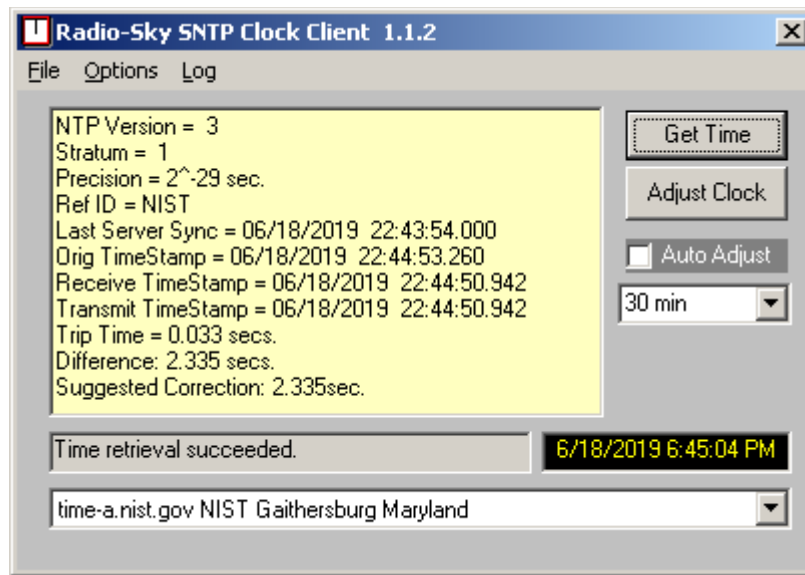 Radio-Sky SNTP Clock Client 1.1.2
File Options Log
NTP Version = 3
Stratum = 1
Precision = 2^-29 sec.
Ref ID = NIST
Last Server Sync = 06/18/2019 22:43:54.000
Orig TimeStamp = 06/18/2019 22:44:53.260
Receive TimeStamp = 06/18/2019 22:44:50.942
Transmit TimeStamp = 06/18/2019 22:44:50.942
Trip Time = 0.033 secs.
Difference: 2.335 secs.
Suggested Correction: 2.335sec.
Get Time
Adjust Clock
Auto Adjust
30 min
Time retrieval succeeded.
6/18/2019 6:45:04 PM
time-a.nist.gov NIST Gaithersburg Maryland